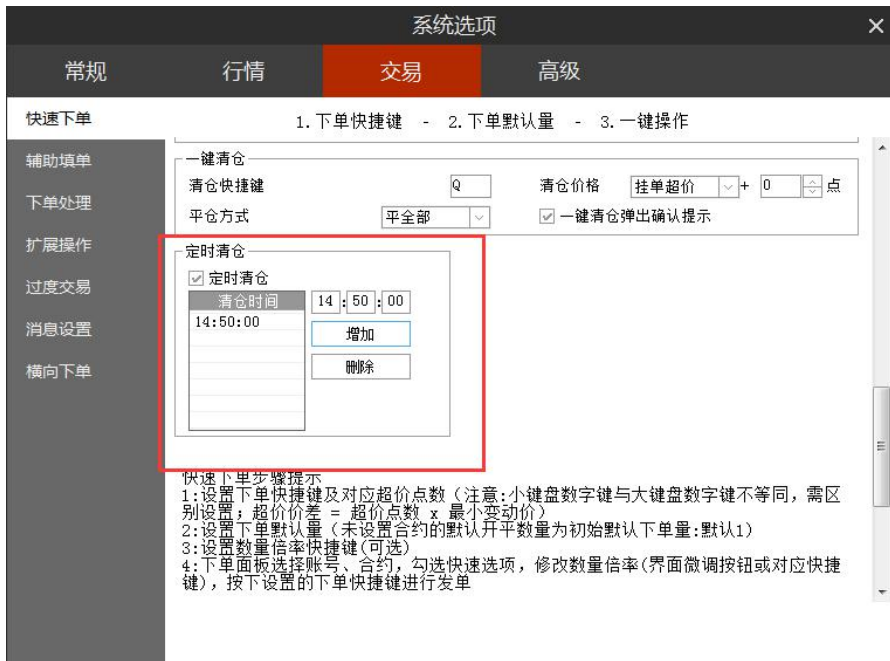 系统选项
常规 行情 交易 高级
快速下单
1.下单快捷键 - 2.下单默认量 - 3.一键操作
辅助填单
下单处理
扩展操作
过度交易
消息设置
横向下单
一键清仓
清仓快捷键 Q 清仓价格 挂单超价 + 0 点
平仓方式 平全部 一键清仓弹出确认提示
定时清仓
定时清仓
清仓时间 14:50:00
14:50:00
增加
删除
快速下单步骤提示
1:设置下单快捷键及对应超价点数（注意:小键盘数字键与大键盘数字键不等同，需区
别设置；超价价差 = 超价点数 x 最小变动价）
2:设置下单默认量（未设置合约的默认开平数量为初始默认下单量:默认1)
3:设置数量倍率快捷键(可选)
4:下单面板选择账号、合约，勾选快速选项，修改数量倍率(界面微调按钮或对应快捷
键)，按下设置的下单快捷键进行发单